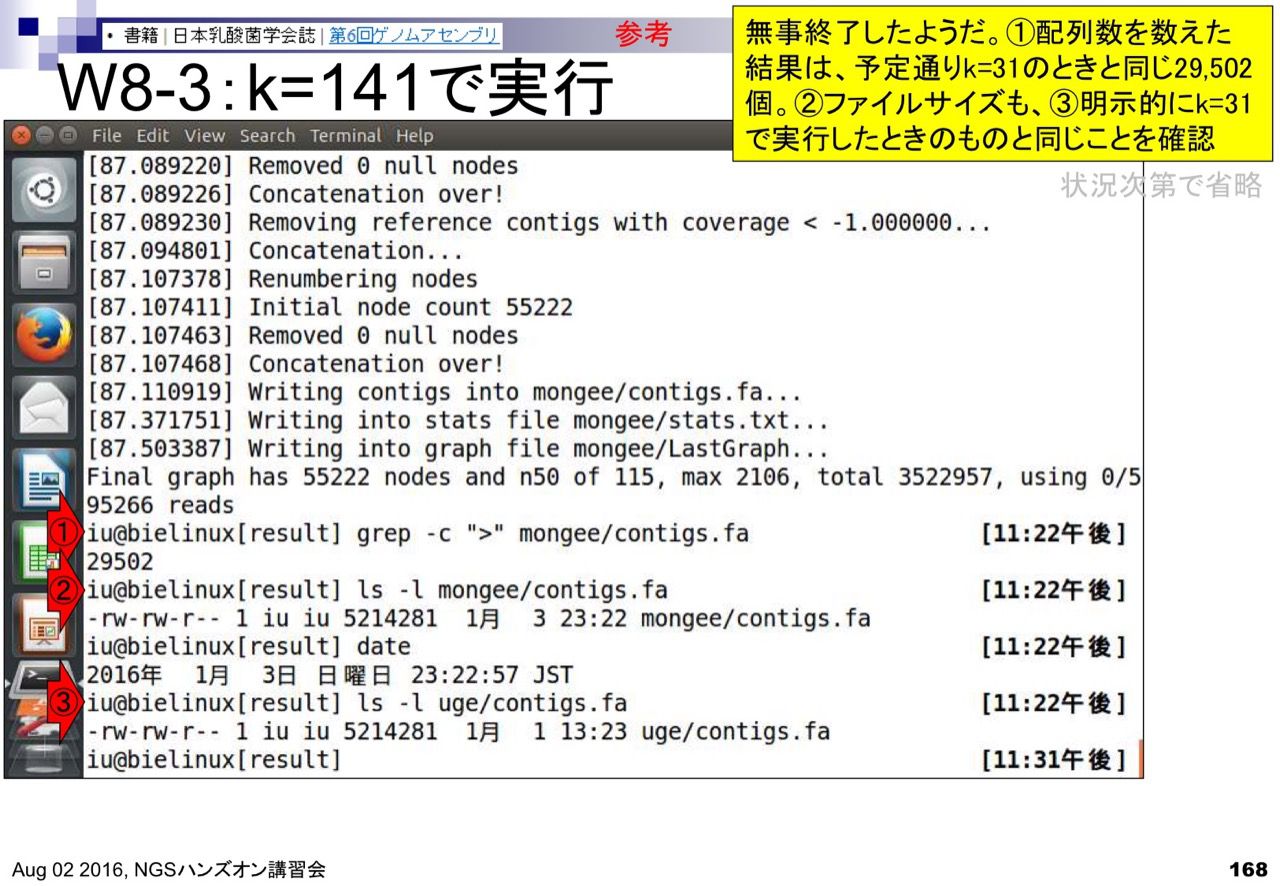 • 書籍 | 日本乳酸菌学会誌 | 第6回ゲノムアセンブリ
参考
無事終了したようだ。①配列数を数えた
結果は、予定通りk=31のときと同じ29,502
個。②ファイルサイズも、③明示的にk=31
で実行したときのものと同じことを確認
W8-3：k=141で実行
状況次第で省略
File Edit View Search Terminal Help
[87.089220] Removed 0 null nodes
[87.089226] Concatenation over!
[87.089230] Removing reference contigs with coverage < -1.000000...
[87.094801] Concatenation...
[87.107378] Renumbering nodes
[87.107411] Initial node count 55222
[87.107463] Removed 0 null nodes
[87.107468] Concatenation over!
[87.110919] Writing contigs into mongee/contigs.fa...
[87.371751] Writing into stats file mongee/stats.txt...
[87.503387] Writing into graph file mongee/LastGraph...
Final graph has 55222 nodes and n50 of 115, max 2106, total 3522957, using 0/5
95266 reads
① iu@bielinux[result] grep -c ">" mongee/contigs.fa [11:22午後]
29502
② iu@bielinux[result] ls -l mongee/contigs.fa [11:22午後]
-rw-rw-r-- 1 iu iu 5214281 1月 3 23:22 mongee/contigs.fa
iu@bielinux[result] date [11:22午後]
2016年 1月 3日 日曜日 23:22:57 JST
③ iu@bielinux[result] ls -l uge/contigs.fa [11:22午後]
-rw-rw-r-- 1 iu iu 5214281 1月 1 13:23 uge/contigs.fa
iu@bielinux[result] [11:31午後]
Aug 02 2016, NGSハンズオン講習会
168